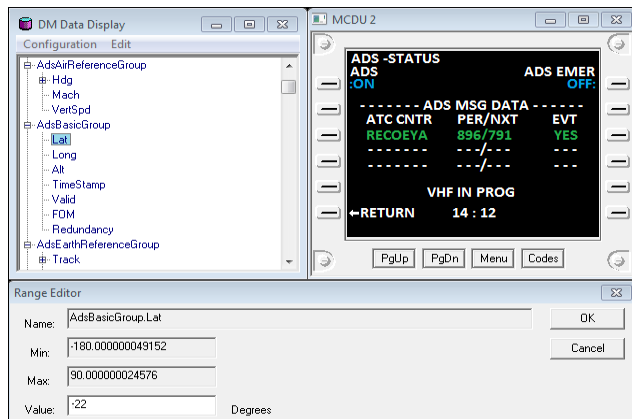 DM Data Display
Configuration Edit
AdsAirReferenceGroup
Hdg
Mach
VertSpd
AdsBasicGroup
Lat
Long
Alt
TimeStamp
Valid
FOM
Redundancy
AdsEarthReferenceGroup
Track
MCDU 2
ADS -STATUS
ADS ADS EMER
:ON OFF:
------- ADS MSG DATA ------
ATC CNTR PER/NXT EVT
RECOEYA 896/791 YES
------- ---/--- ---
------- ---/--- ---
VHF IN PROG
←RETURN 14 : 12
PgUp PgDn Menu Codes
Range Editor
Name: AdsBasicGroup.Lat OK
Min: -180.000000049152 Cancel
Max: 90.000000024576
Value: -22 Degrees